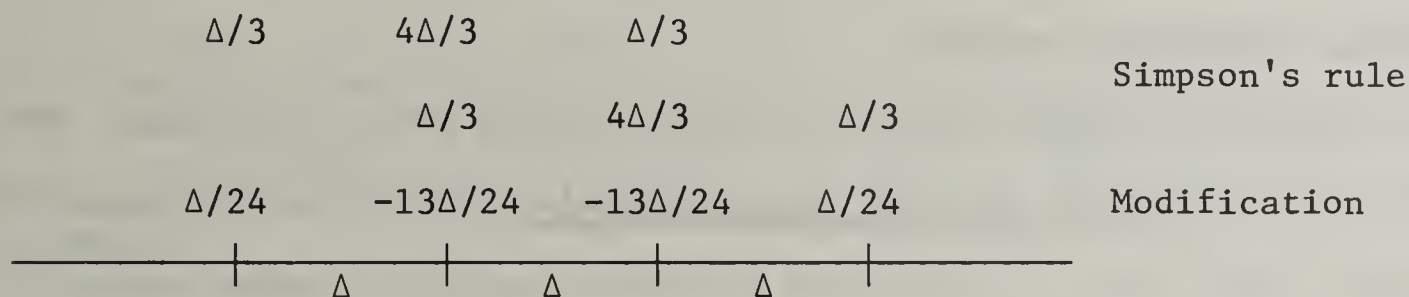 Δ/3 4Δ/3 Δ/3
Simpson's rule
Δ/3 4Δ/3 Δ/3
Δ/24 -13Δ/24 -13Δ/24 Δ/24 Modification
Δ Δ Δ